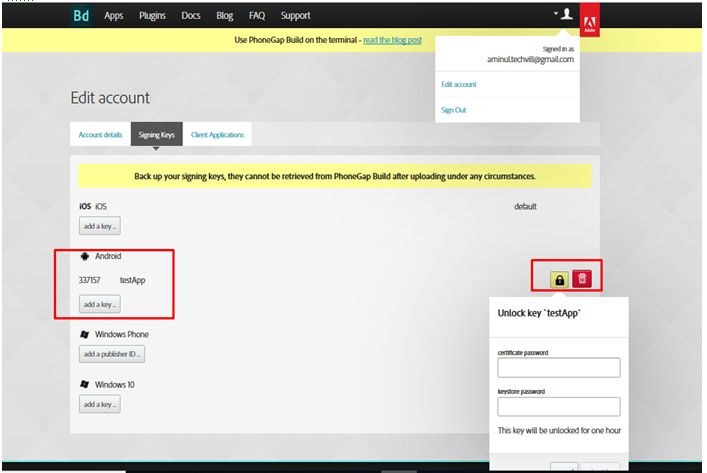 Bd Apps Plugins Docs Blog FAQ Support
Adobe
Use PhoneGap Build on the terminal - read the blog post
Signed in as
aminul.techvill@gmail.com
Edit account
Sign Out
Edit account
Account details Signing Keys Client Applications
Back up your signing keys, they cannot be retrieved from PhoneGap Build after uploading under any circumstances.
iOS iOS default
add a key ...
Android
337157 testApp
add a key ...
Unlock key `testApp`
certificate password
keystore password
This key will be unlocked for one hour
Windows Phone
add a publisher ID ...
Windows 10
add a key ...